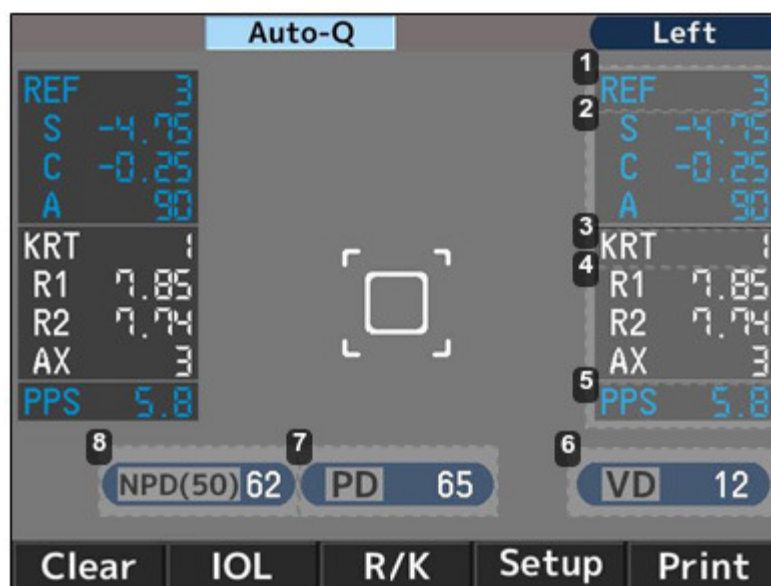 Auto-Q Left
REF 3
S -4.75
C -0.25
A 90
KRT 1
R1 7.85
R2 7.74
AX 3
PPS 5.8
1
REF 3
2
S -4.75
C -0.25
A 90
3
KRT 1
4
R1 7.85
R2 7.74
AX 3
5
PPS 5.8
8 7 6
NPD(50) 62 PD 65 VD 12
Clear IOL R/K Setup Print